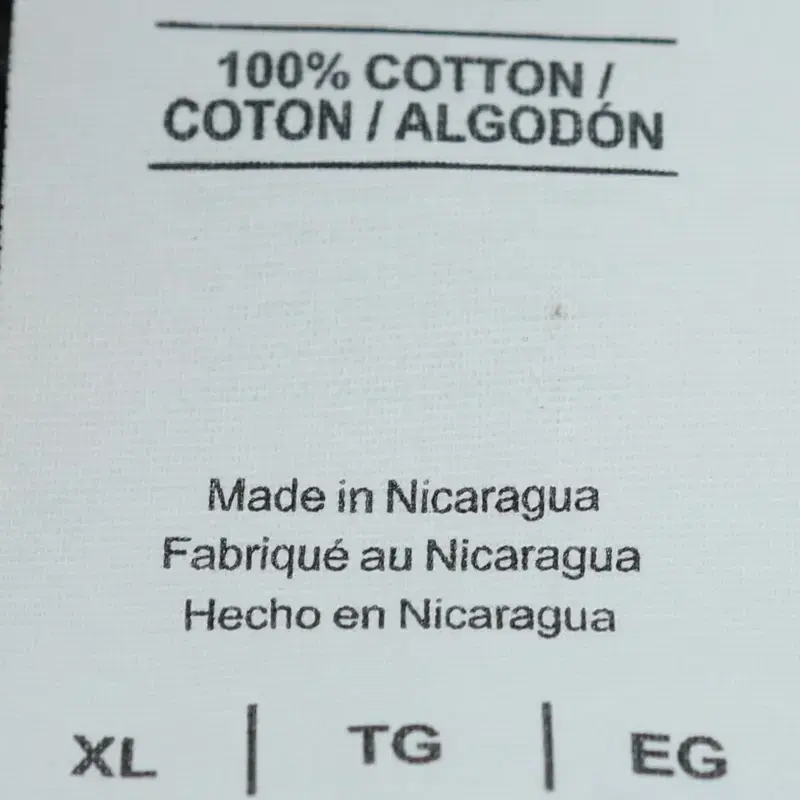 100% COTTON /
COTON / ALGODÓN
Made in Nicaragua
Fabriqué au Nicaragua
Hecho en Nicaragua
XL | TG | EG